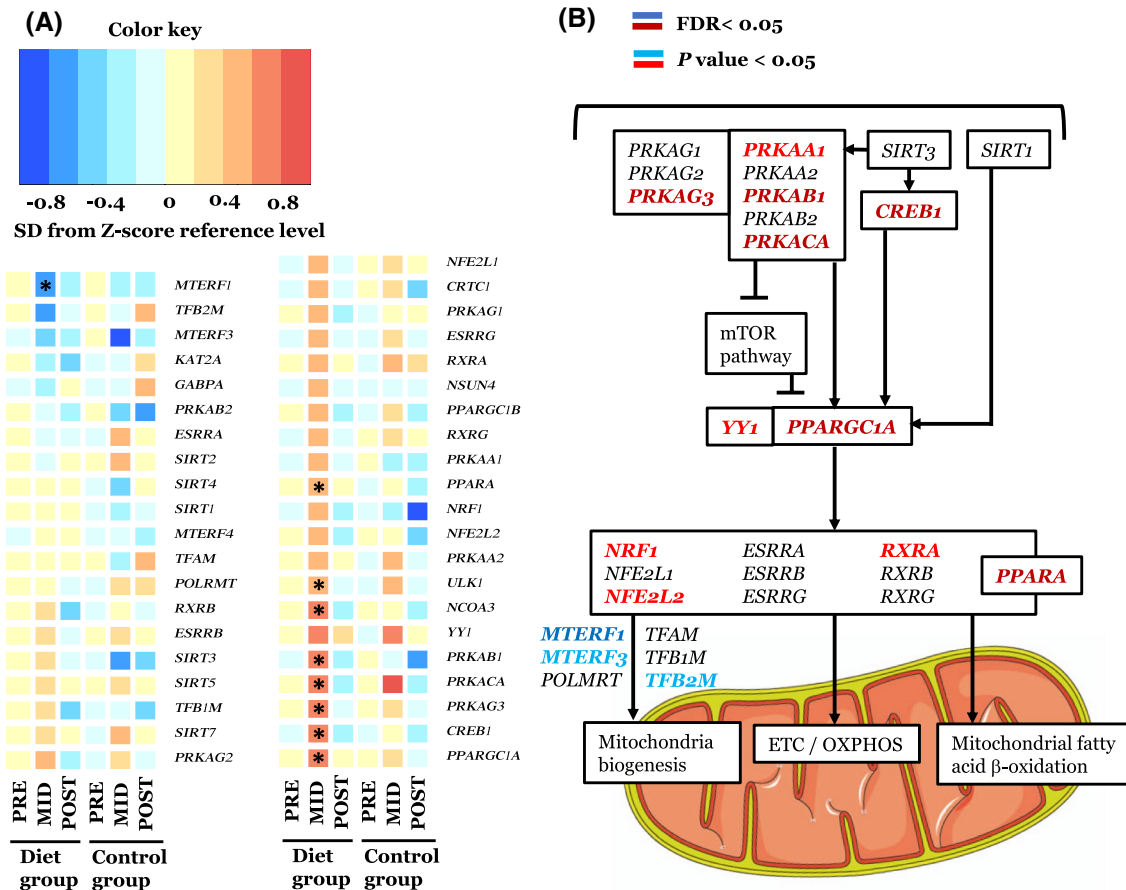 (A)
Color key
-0.8 -0.4 0 0.4 0.8
SD from Z-score reference level
MTERF1
TFB2M
MTERF3
KAT2A
GABPA
PRKAB2
ESRRA
SIRT2
SIRT4
SIRT1
MTERF4
TFAM
POLRMT
RXRB
ESRRB
SIRT3
SIRT5
TFB1M
SIRT7
PRKAG2
*
PRE MID POST PRE MID POST
Diet group
Control group
NFE2L1
CRTC1
PRKAG1
ESRRG
RXRA
NSUN4
PPARGC1B
RXRG
PRKAA1
PPARA
NRF1
NFE2L2
PRKAA2
ULK1
NCOA3
YY1
PRKAB1
PRKACA
PRKAG3
CREB1
PPARGC1A
*
*
*
*
*
*
*
*
PRE MID POST PRE MID POST
Diet group
Control group
(B)
FDR< 0.05
P value < 0.05
PRKAG1
PRKAG2
PRKAG3
PRKAA1
PRKAA2
PRKAB1
PRKAB2
PRKACA
SIRT3
SIRT1
CREB1
mTOR
pathway
YY1
PPARGC1A
NRF1 ESRRA RXRA
NFE2L1 ESRRB RXRB
NFE2L2 ESRRG RXRG
PPARA
MTERF1 TFAM
MTERF3 TFB1M
POLMRT TFB2M
Mitochondria
biogenesis
ETC / OXPHOS
Mitochondrial fatty
acid β-oxidation